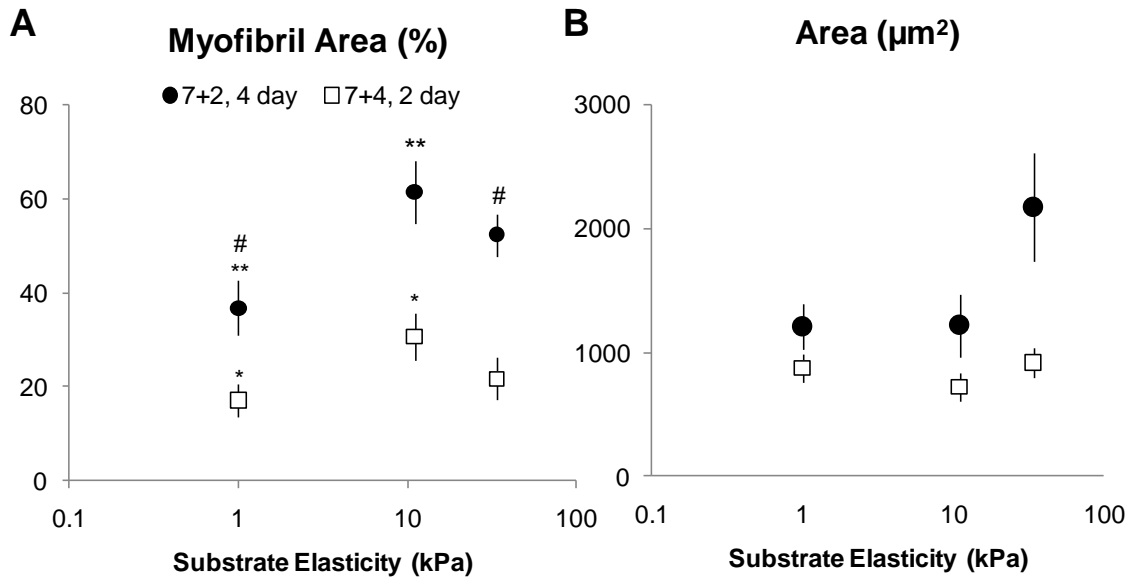 A
Myofibril Area (%)
● 7+2, 4 day □ 7+4, 2 day
80
60
40
20
0
#
**
*
**
*
#
0.1 1 10 100
Substrate Elasticity (kPa)
B
Area (µm²)
3000
2000
1000
0
0.1 1 10 100
Substrate Elasticity (kPa)